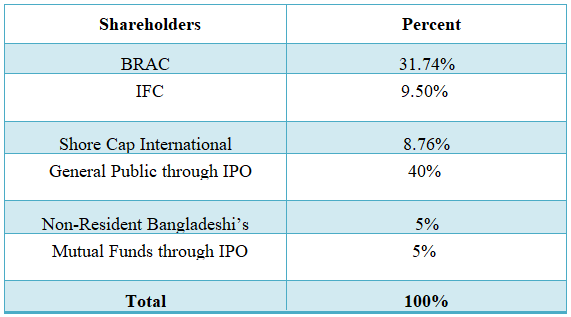 Shareholders Percent
BRAC 31.74%
IFC 9.50%
Shore Cap International 8.76%
General Public through IPO 40%
Non-Resident Bangladeshi’s 5%
Mutual Funds through IPO 5%
Total 100%